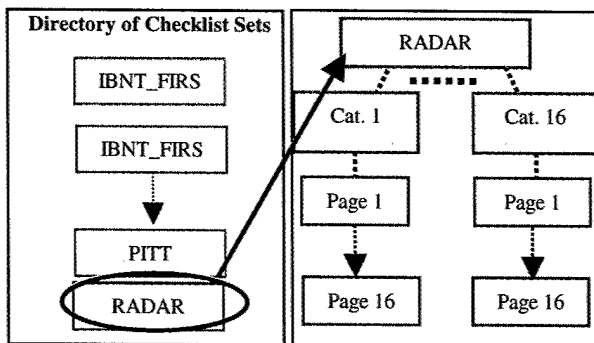 Directory of Checklist Sets
IBNT_FIRS
IBNT_FIRS
PITT
RADAR
RADAR
Cat. 1
Cat. 16
Page 1
Page 1
Page 16
Page 16